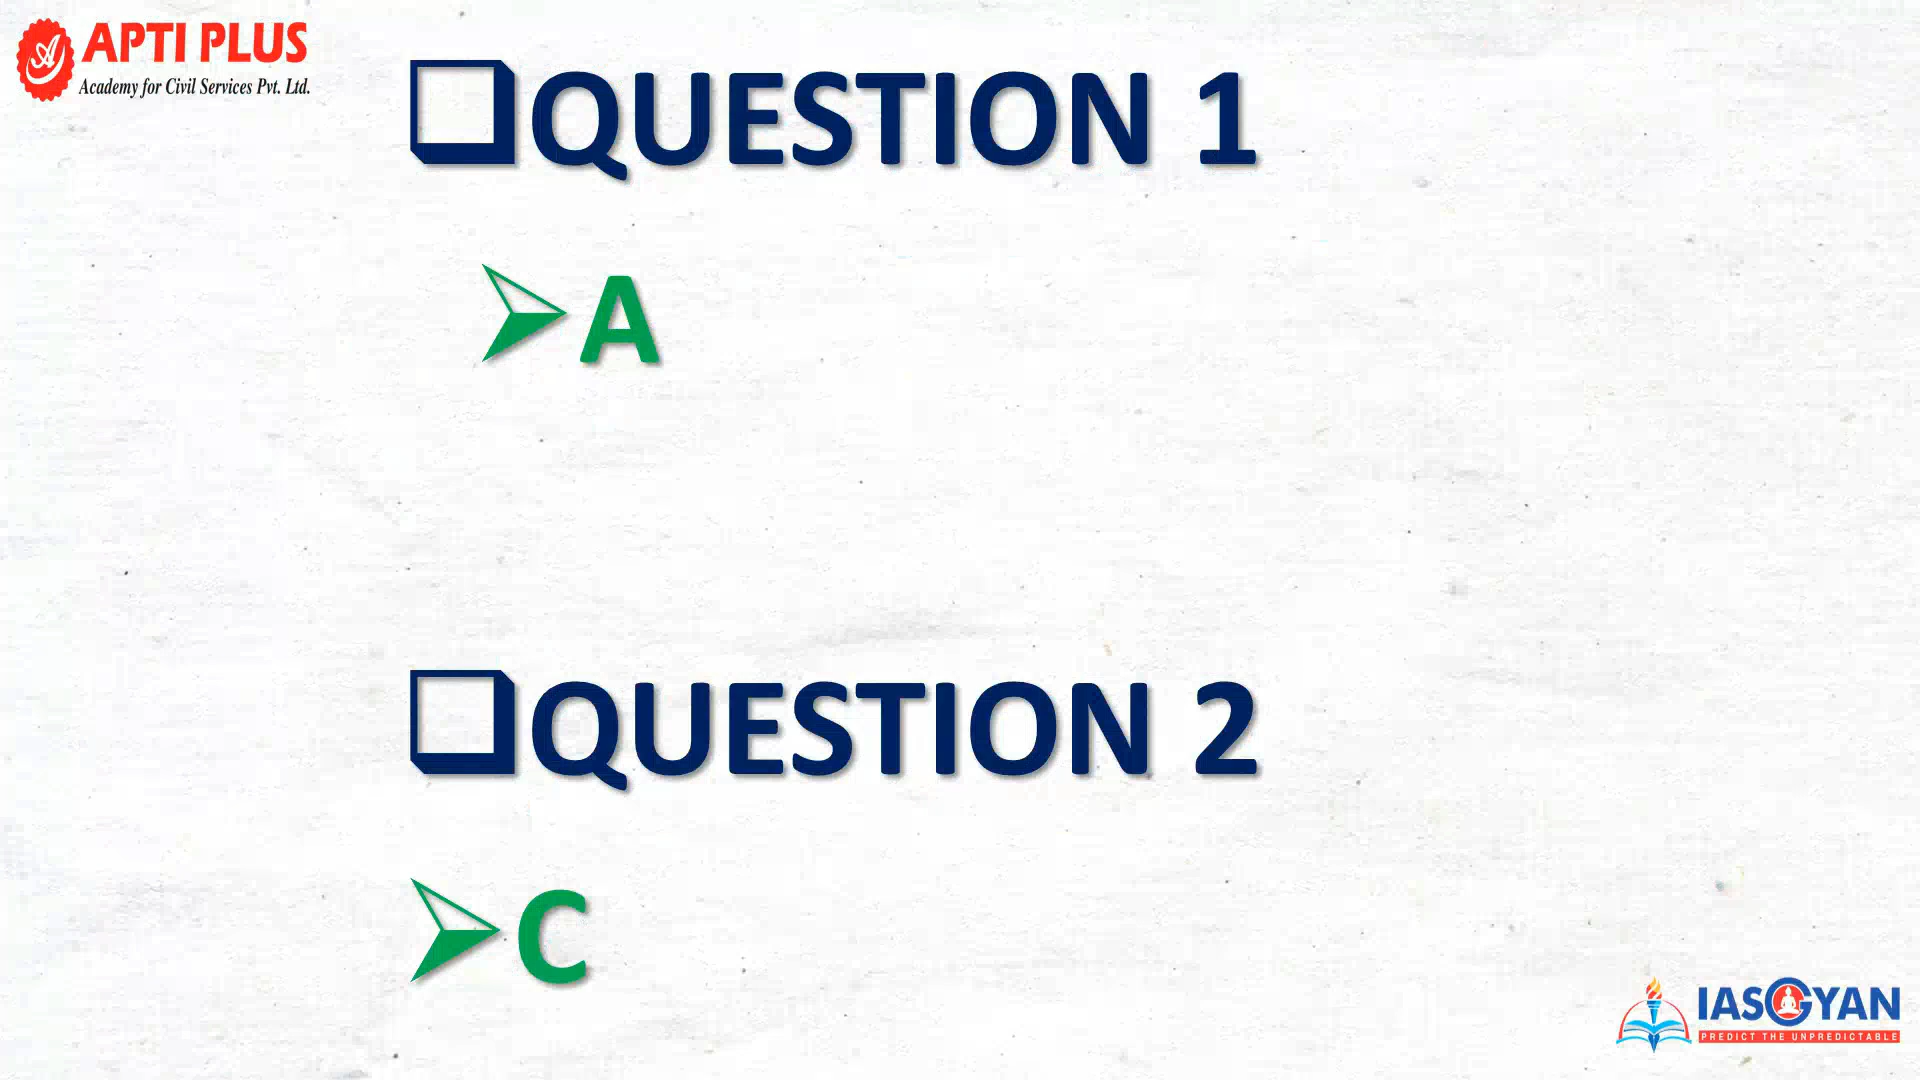 APTI PLUS
Academy for Civil Services Pvt. Ltd.
QUESTION 1
A
QUESTION 2
C
IASGYAN
PREDICT THE UNPREDICTABLE